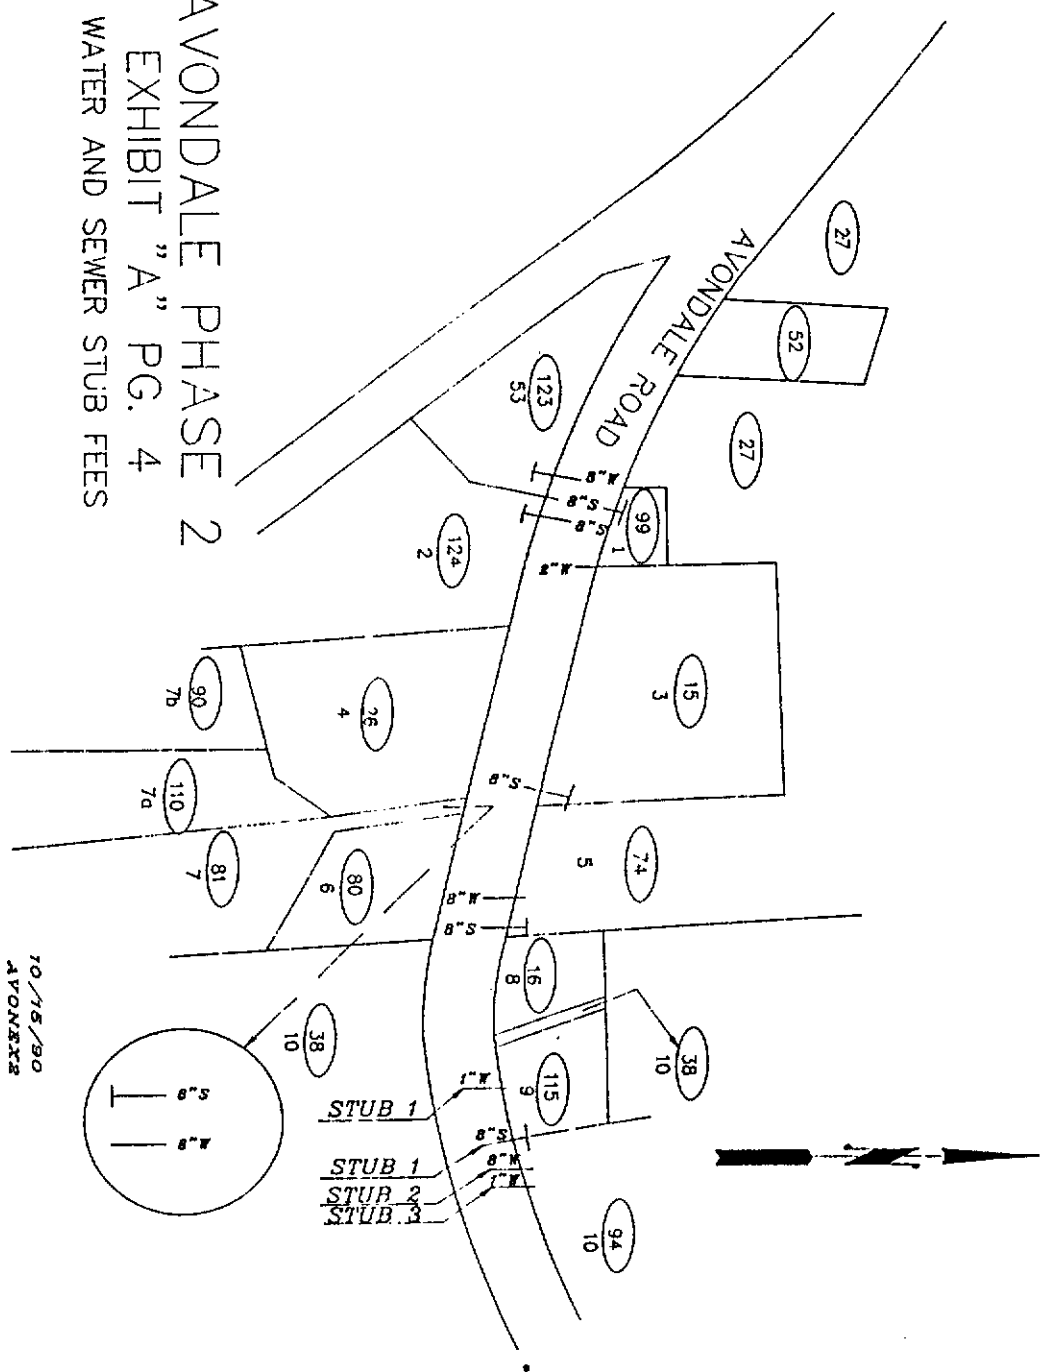 AVONDALE PHASE 2
EXHIBIT "A" PG. 4
WATER AND SEWER STUB FEES
AVONDALE ROAD
27
52
27
123
53
8"W
8"S
8"S
99
1
2"W
124
2
15
3
90
7b
26
4
110
7a
8"S
81
7
80
6
74
5
8"W
8"S
16
8
38
10
38
10
115
9
1"W
STUB 1
8"S
STUB 1
8"W
STUB 2
1"W
STUB 3
94
10
8"S
8"W
10/15/90
AVONEX2